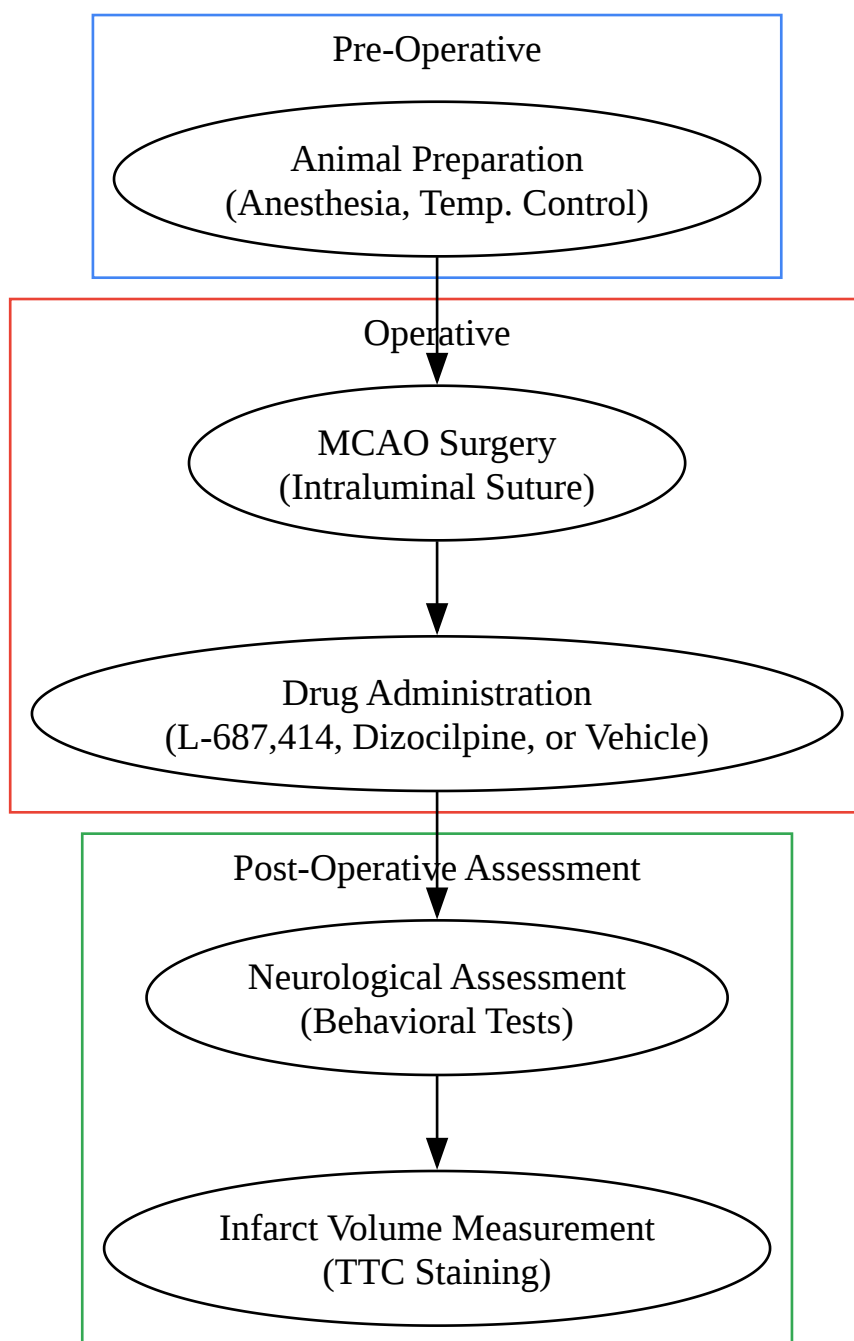 Pre-Operative
Animal Preparation
(Anesthesia, Temp. Control)
Operative
MCAO Surgery
(Intraluminal Suture)
Drug Administration
(L-687,414, Dizocilpine, or Vehicle)
Post-Operative Assessment
Neurological Assessment
(Behavioral Tests)
Infarct Volume Measurement
(TTC Staining)